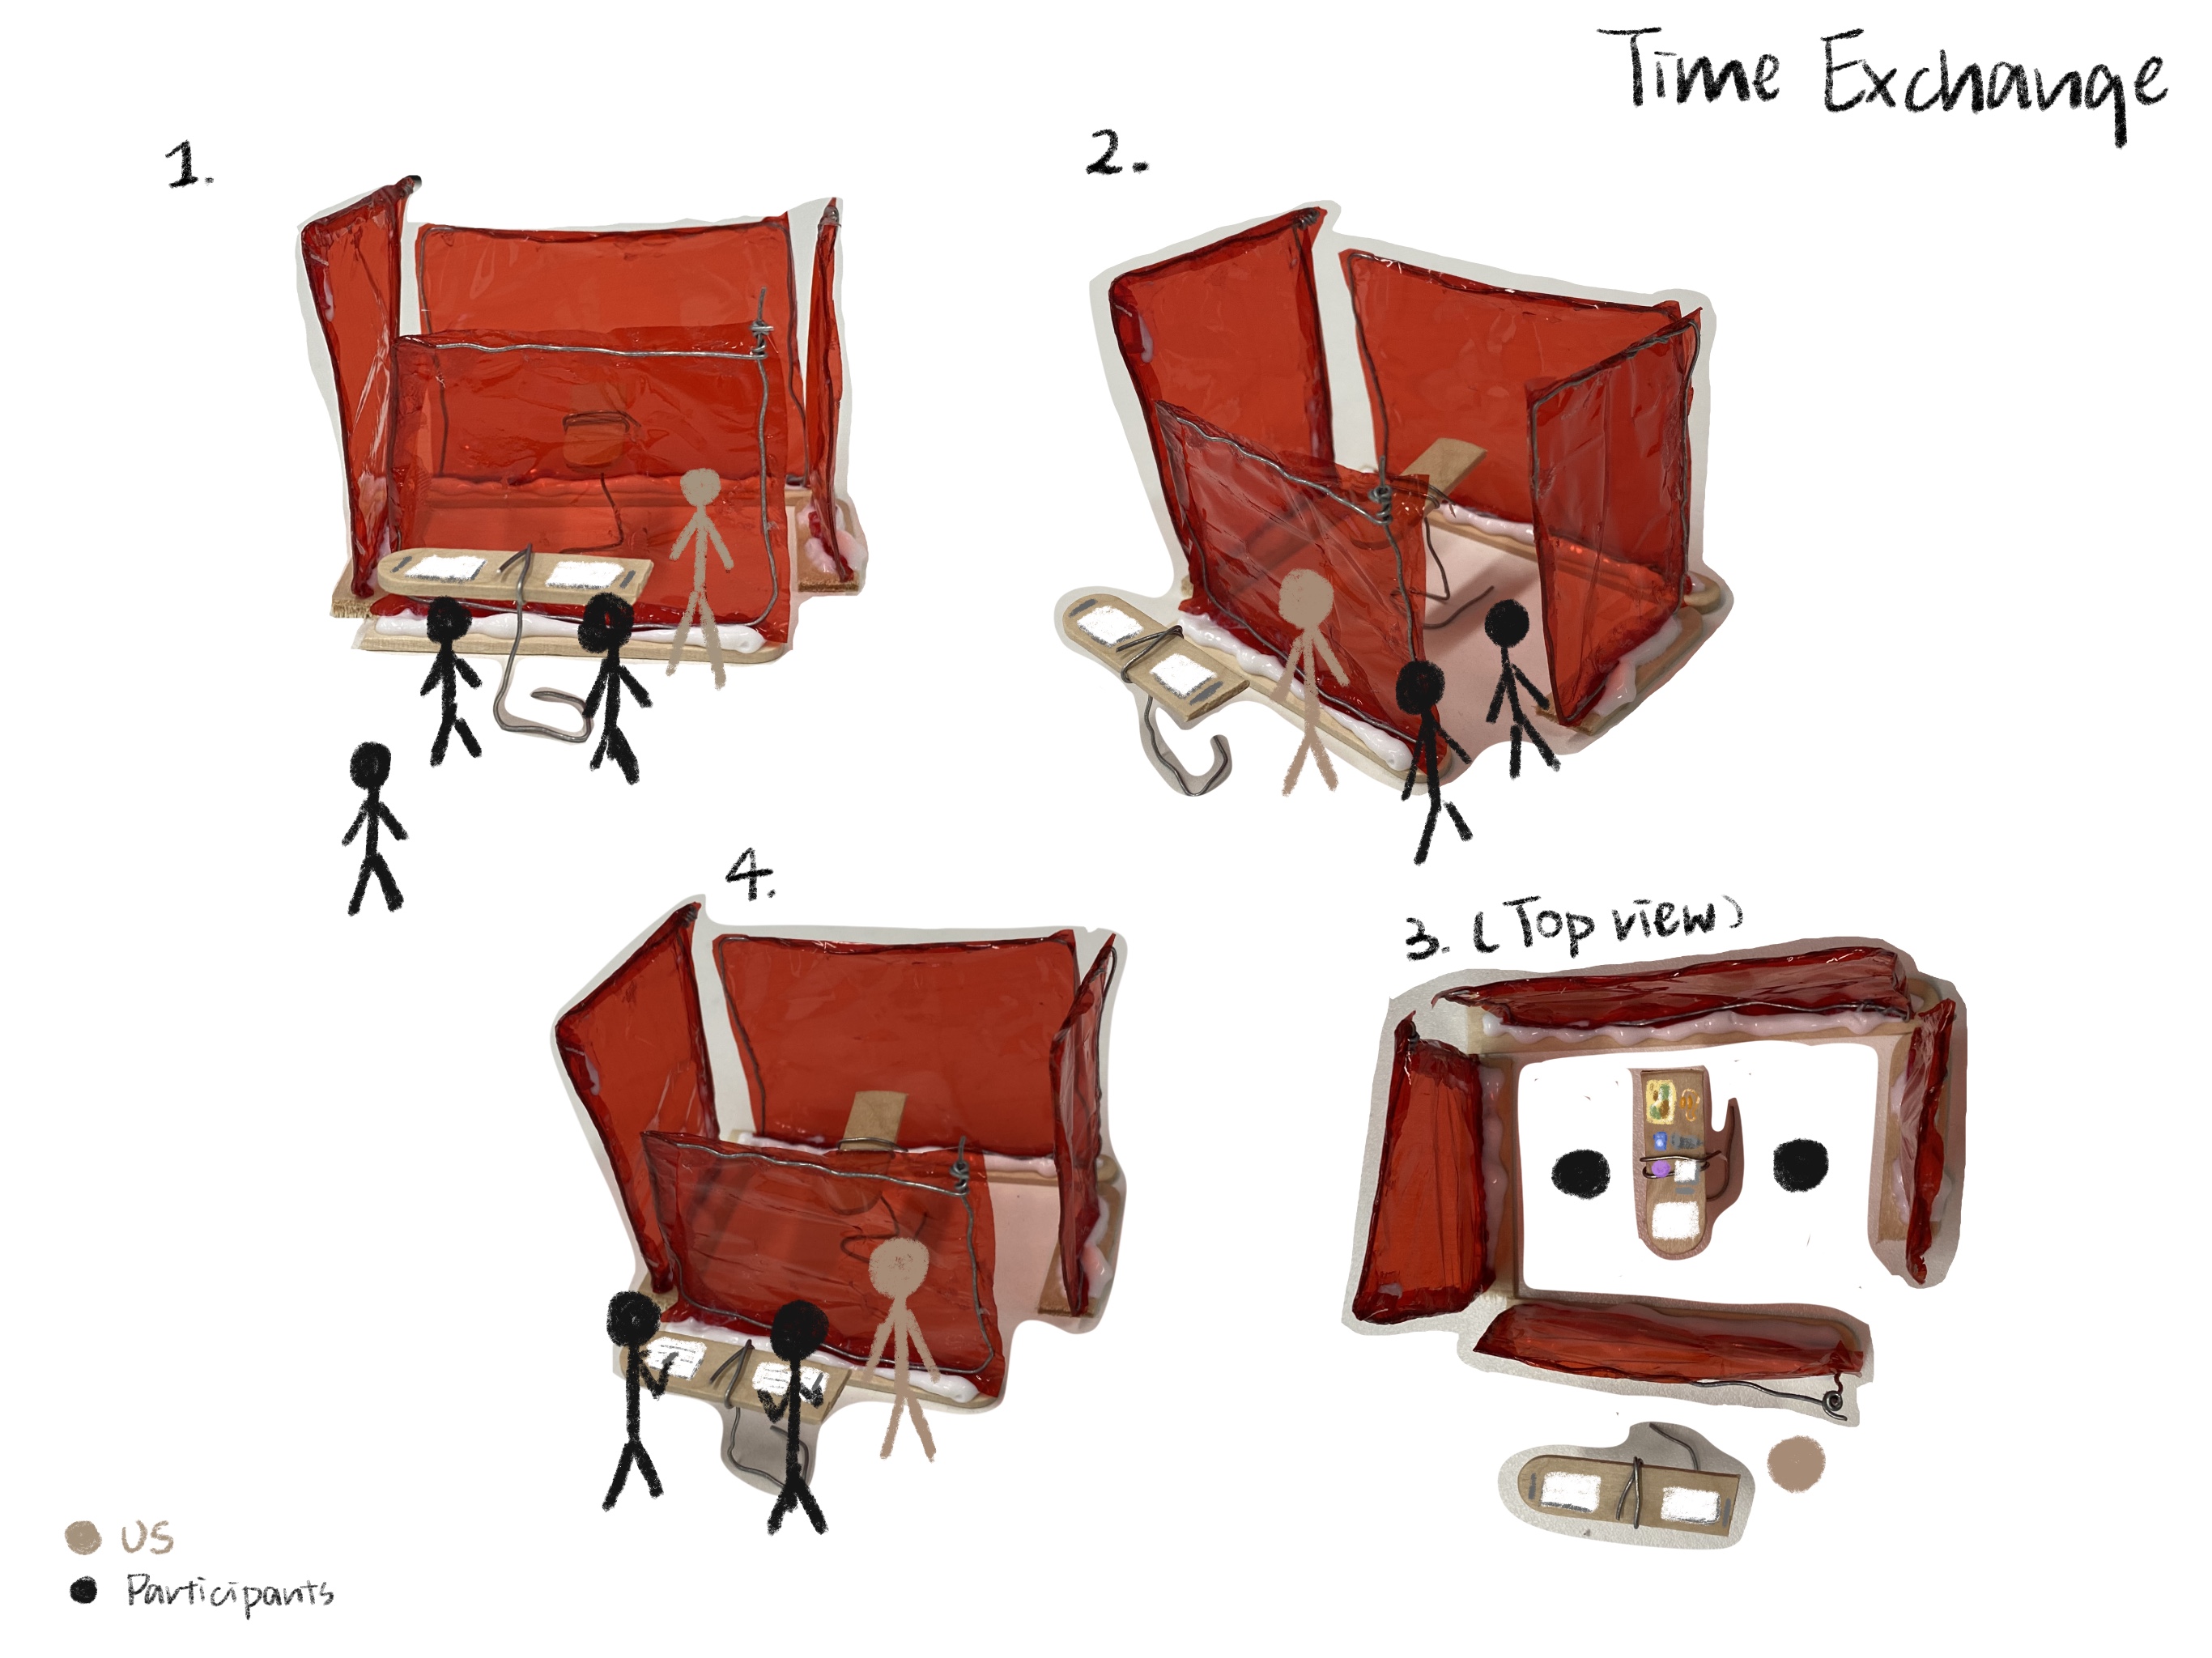 Time Exchange
1.
2.
4.
3. (Top view)
US
Participants